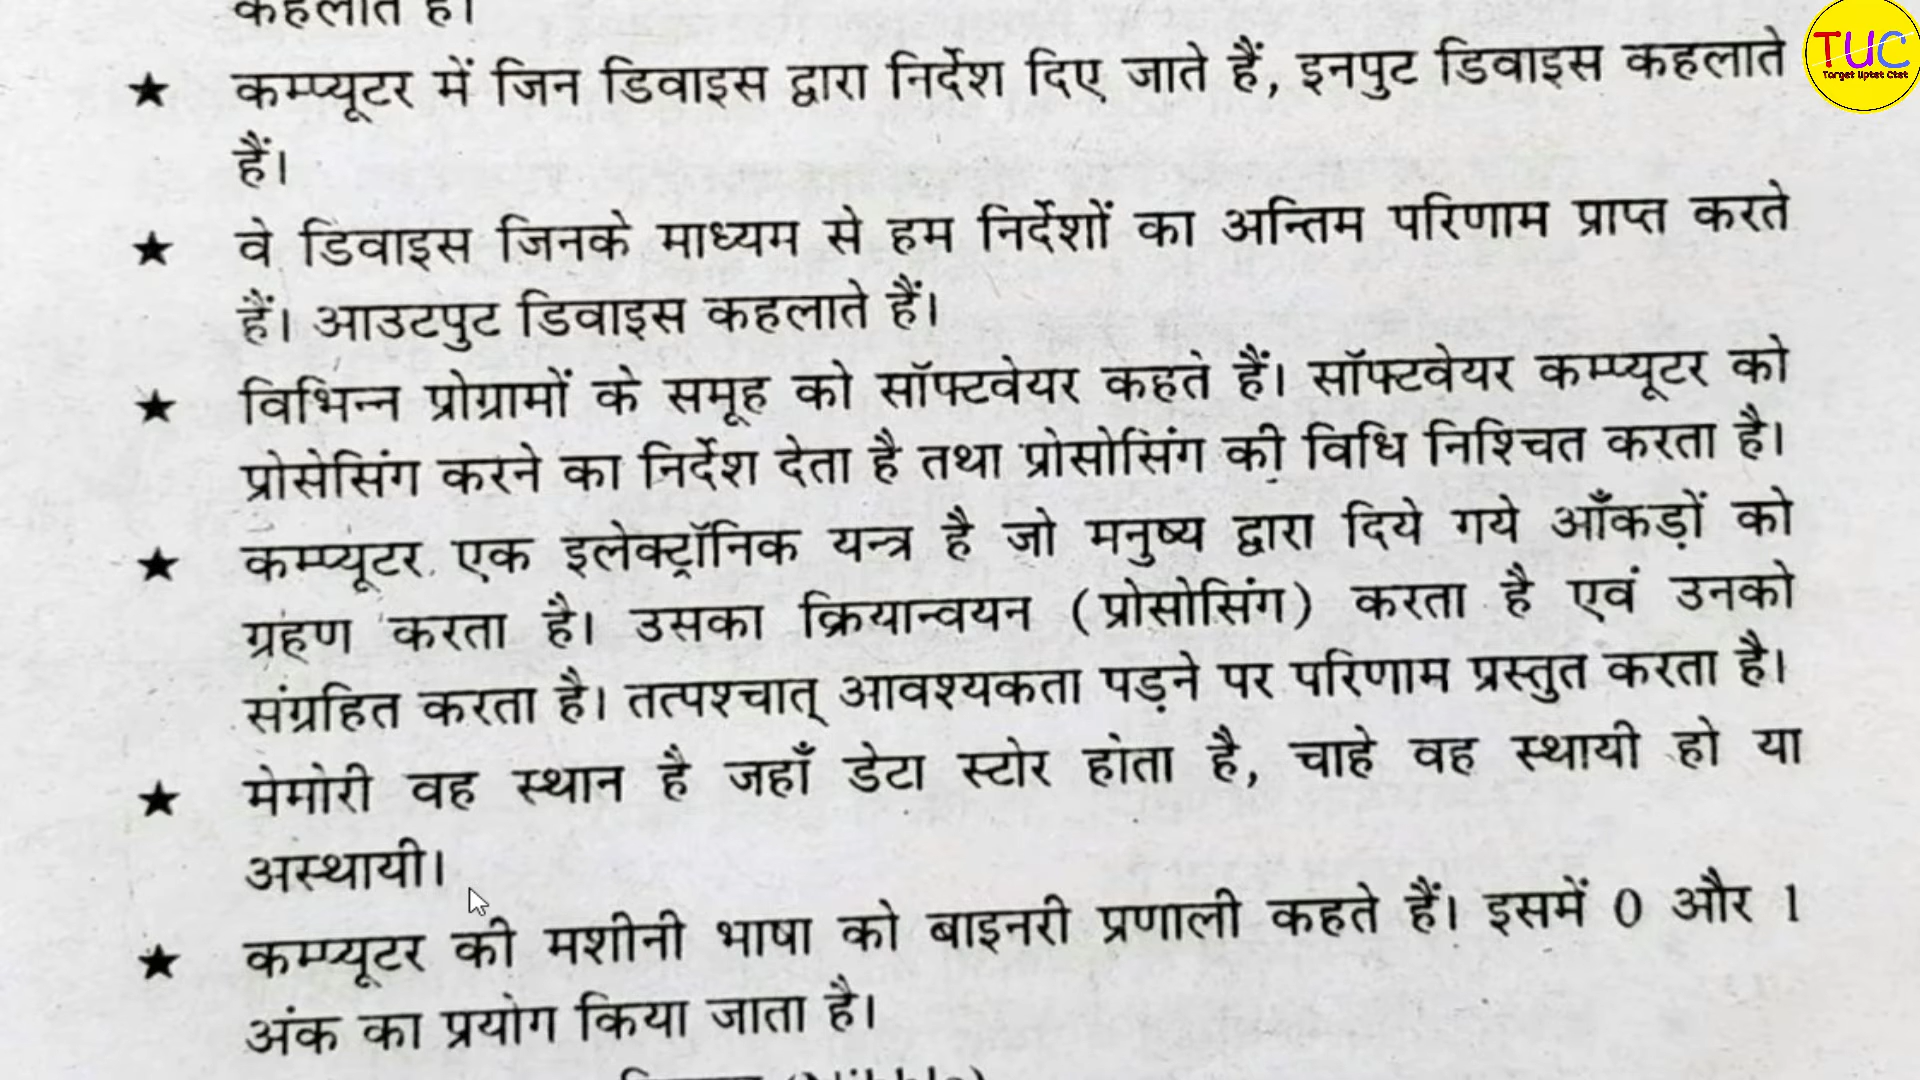 कहलाते हैं।
★ कम्प्यूटर में जिन डिवाइस द्वारा निर्देश दिए जाते हैं, इनपुट डिवाइस कहलाते
हैं।
★ वे डिवाइस जिनके माध्यम से हम निर्देशों का अन्तिम परिणाम प्राप्त करते
हैं। आउटपुट डिवाइस कहलाते हैं।
★ विभिन्न प्रोग्रामों के समूह को सॉफ्टवेयर कहते हैं। सॉफ्टवेयर कम्प्यूटर को
प्रोसेसिंग करने का निर्देश देता है तथा प्रोसोसिंग की विधि निश्चित करता है।
★ कम्प्यूटर एक इलेक्ट्रॉनिक यन्त्र है जो मनुष्य द्वारा दिये गये आँकड़ों को
ग्रहण करता है। उसका क्रियान्वयन (प्रोसोसिंग) करता है एवं उनको
संग्रहित करता है। तत्पश्चात् आवश्यकता पड़ने पर परिणाम प्रस्तुत करता है।
★ मेमोरी वह स्थान है जहाँ डेटा स्टोर होता है, चाहे वह स्थायी हो या
अस्थायी।
★ कम्प्यूटर की मशीनी भाषा को बाइनरी प्रणाली कहते हैं। इसमें 0 और 1
अंक का प्रयोग किया जाता है।
(Nibble)
TUC
Target Uptet Ctet